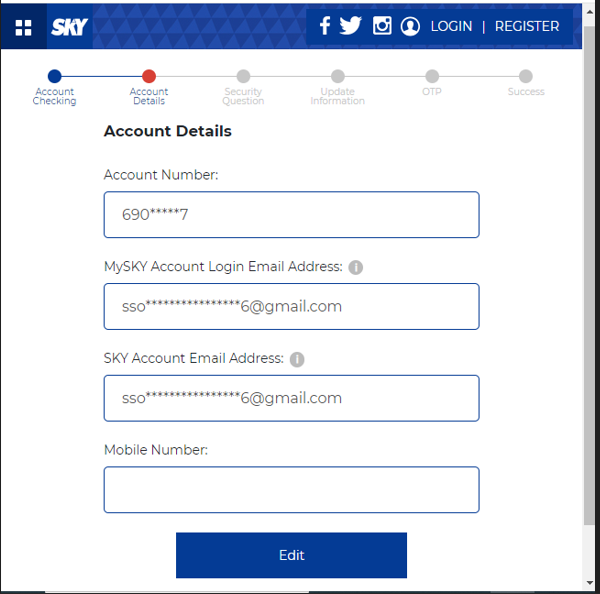 SKY
LOGIN | REGISTER
Account Checking
Account Details
Security Question
Update Information
OTP
Success
Account Details
Account Number:
690*****7
MySKY Account Login Email Address: i
sso****************6@gmail.com
SKY Account Email Address: i
sso****************6@gmail.com
Mobile Number:
Edit